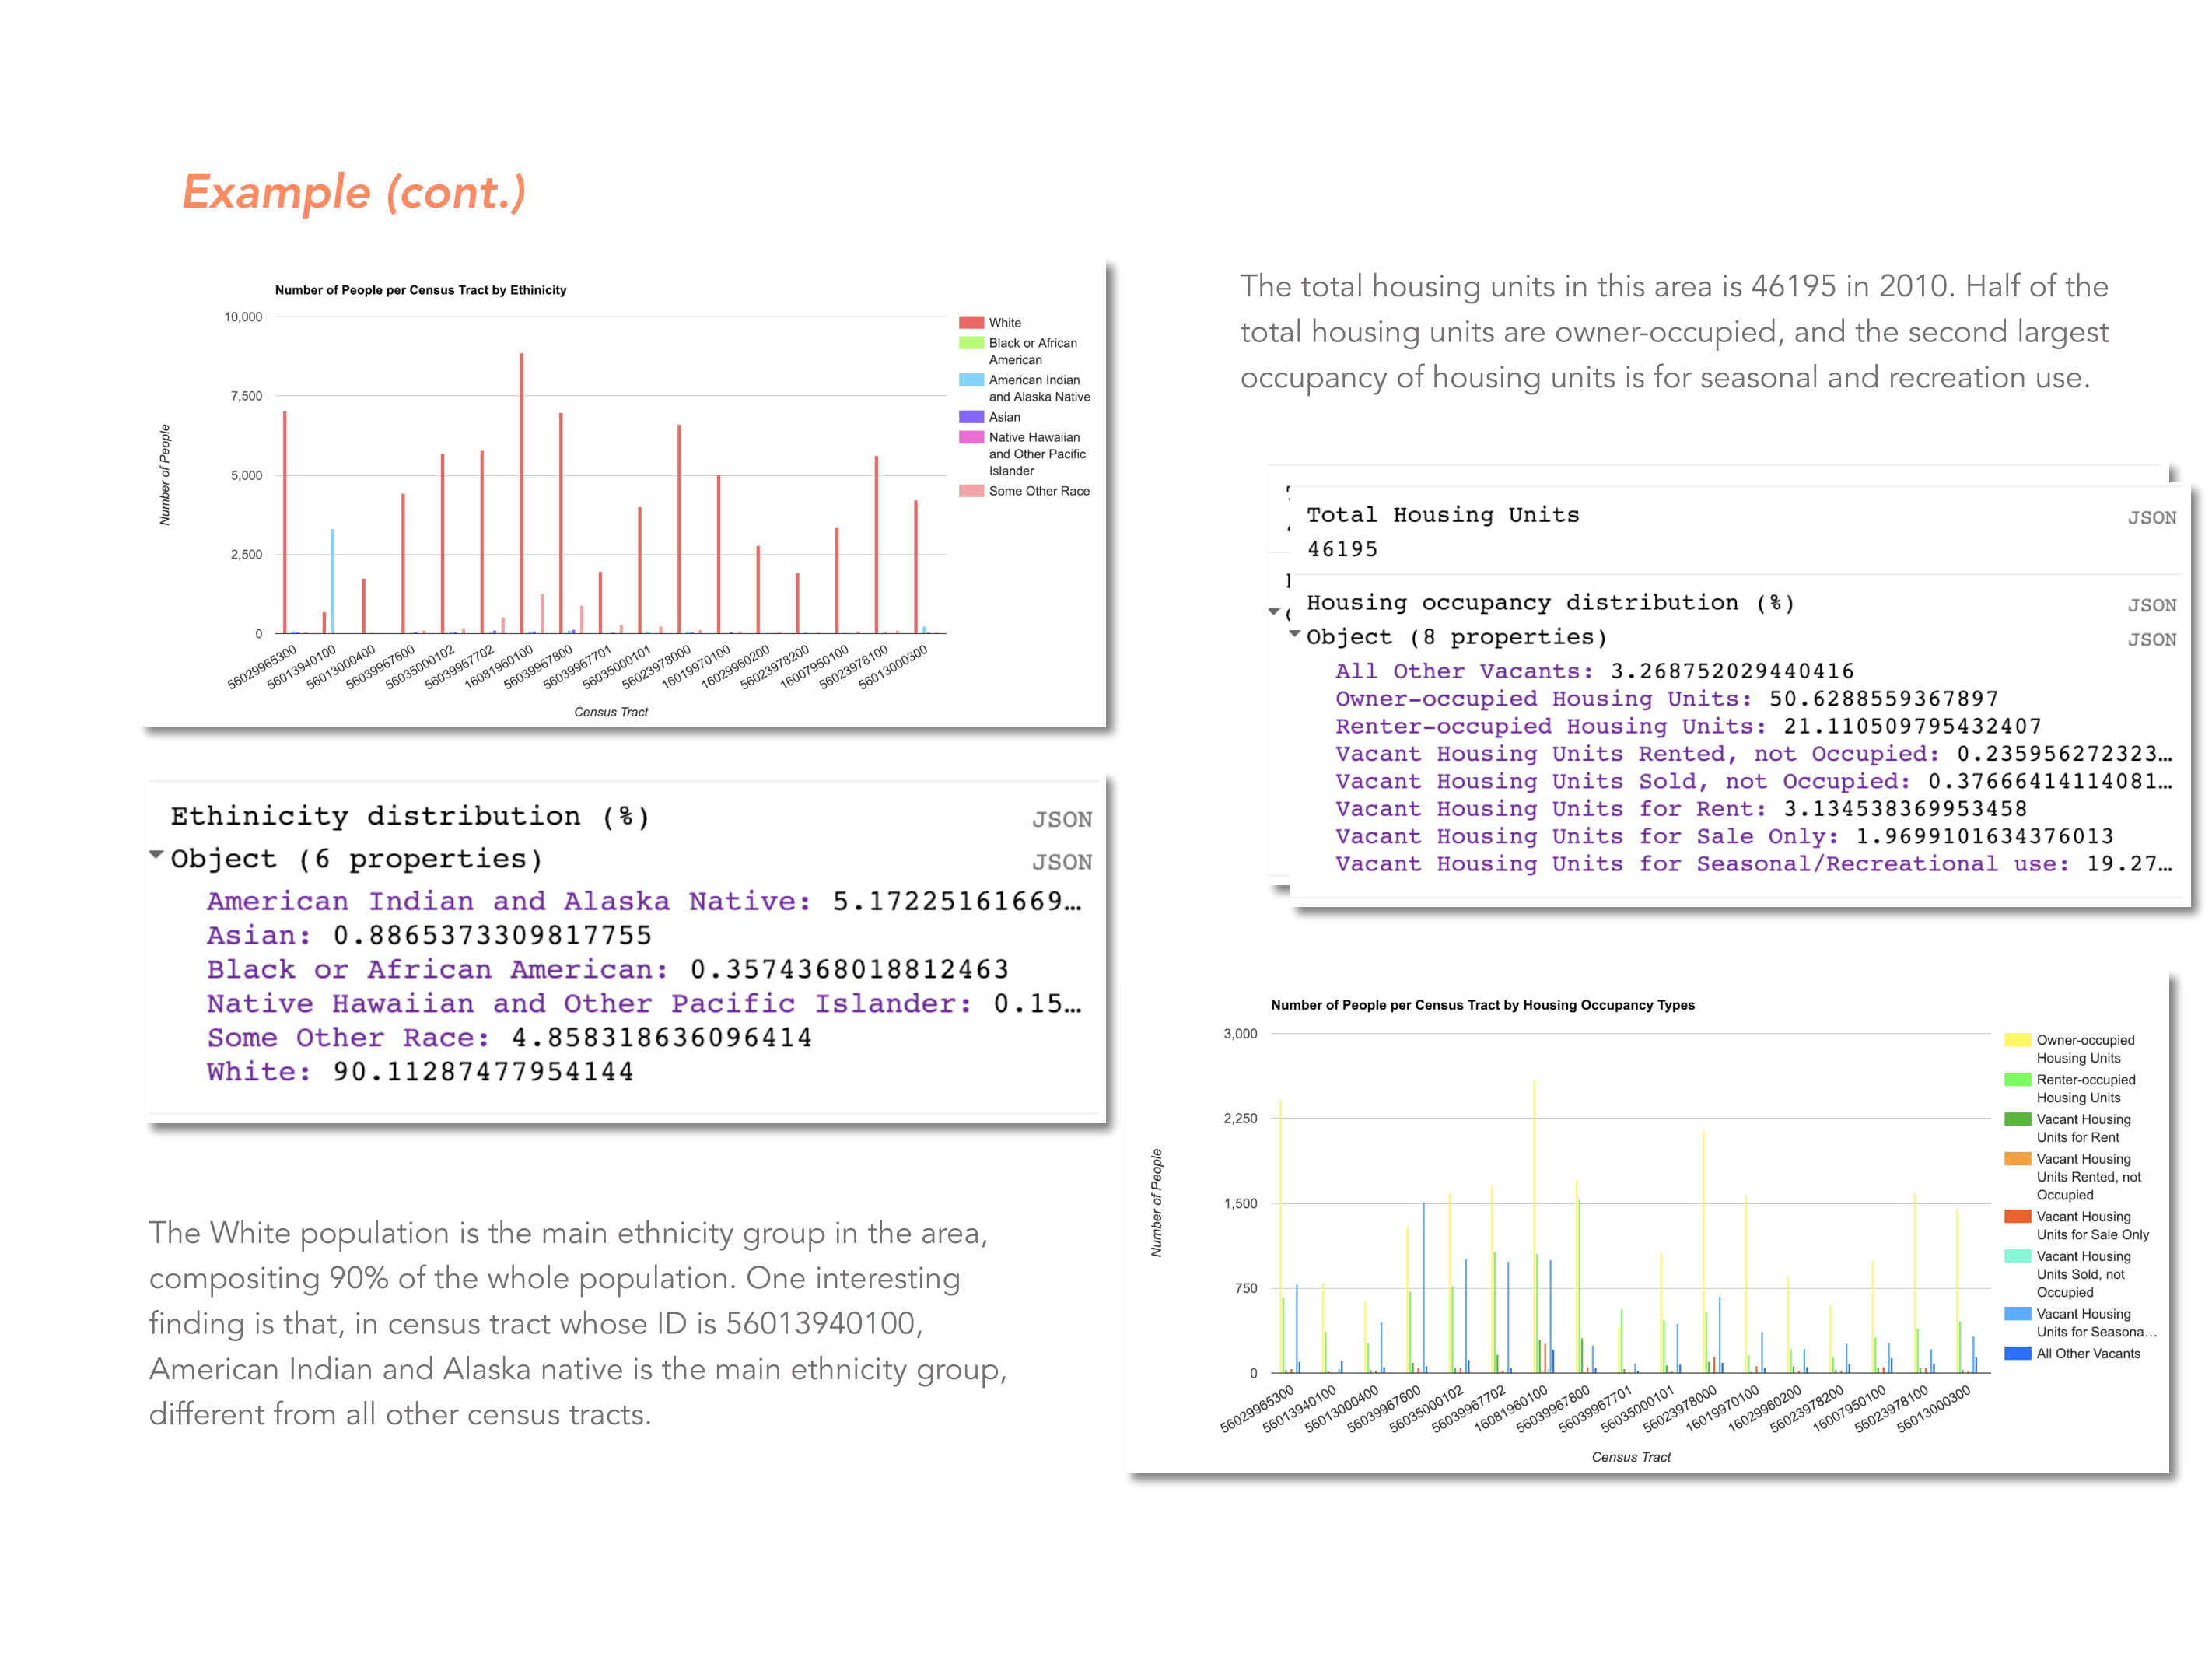 Example (cont.)
Number of People per Census Tract by Ethinicity
10,000
7,500
5,000
2,500
0
Number of People
56029965300
56013940100
56013000400
56039967600
56035000102
56039967702
16081960100
56039967800
56039967701
56035000101
56023978000
16019970100
16029960200
56023978200
16007950100
56023978100
56013000300
Census Tract
White
Black or African
American
American Indian
and Alaska Native
Asian
Native Hawaiian
and Other Pacific
Islander
Some Other Race
Ethinicity distribution (%) JSON
Object (6 properties) JSON
American Indian and Alaska Native: 5.17225161669…
Asian: 0.8865373309817755
Black or African American: 0.3574368018812463
Native Hawaiian and Other Pacific Islander: 0.15…
Some Other Race: 4.858318636096414
White: 90.11287477954144
The White population is the main ethnicity group in the area,
compositing 90% of the whole population. One interesting
finding is that, in census tract whose ID is 56013940100,
American Indian and Alaska native is the main ethnicity group,
different from all other census tracts.
The total housing units in this area is 46195 in 2010. Half of the
total housing units are owner-occupied, and the second largest
occupancy of housing units is for seasonal and recreation use.
Total Housing Units JSON
46195
Housing occupancy distribution (%) JSON
Object (8 properties) JSON
All Other Vacants: 3.268752029440416
Owner-occupied Housing Units: 50.6288559367897
Renter-occupied Housing Units: 21.110509795432407
Vacant Housing Units Rented, not Occupied: 0.235956272323…
Vacant Housing Units Sold, not Occupied: 0.37666414114081…
Vacant Housing Units for Rent: 3.134538369953458
Vacant Housing Units for Sale Only: 1.9699101634376013
Vacant Housing Units for Seasonal/Recreational use: 19.27…
Number of People per Census Tract by Housing Occupancy Types
3,000
2,250
1,500
750
0
Number of People
56029965300
56013940100
56013000400
56039967600
56035000102
56039967702
16081960100
56039967800
56039967701
56035000101
56023978000
16019970100
16029960200
56023978200
16007950100
56023978100
56013000300
Census Tract
Owner-occupied
Housing Units
Renter-occupied
Housing Units
Vacant Housing
Units for Rent
Vacant Housing
Units Rented, not
Occupied
Vacant Housing
Units for Sale Only
Vacant Housing
Units Sold, not
Occupied
Vacant Housing
Units for Seasona…
All Other Vacants